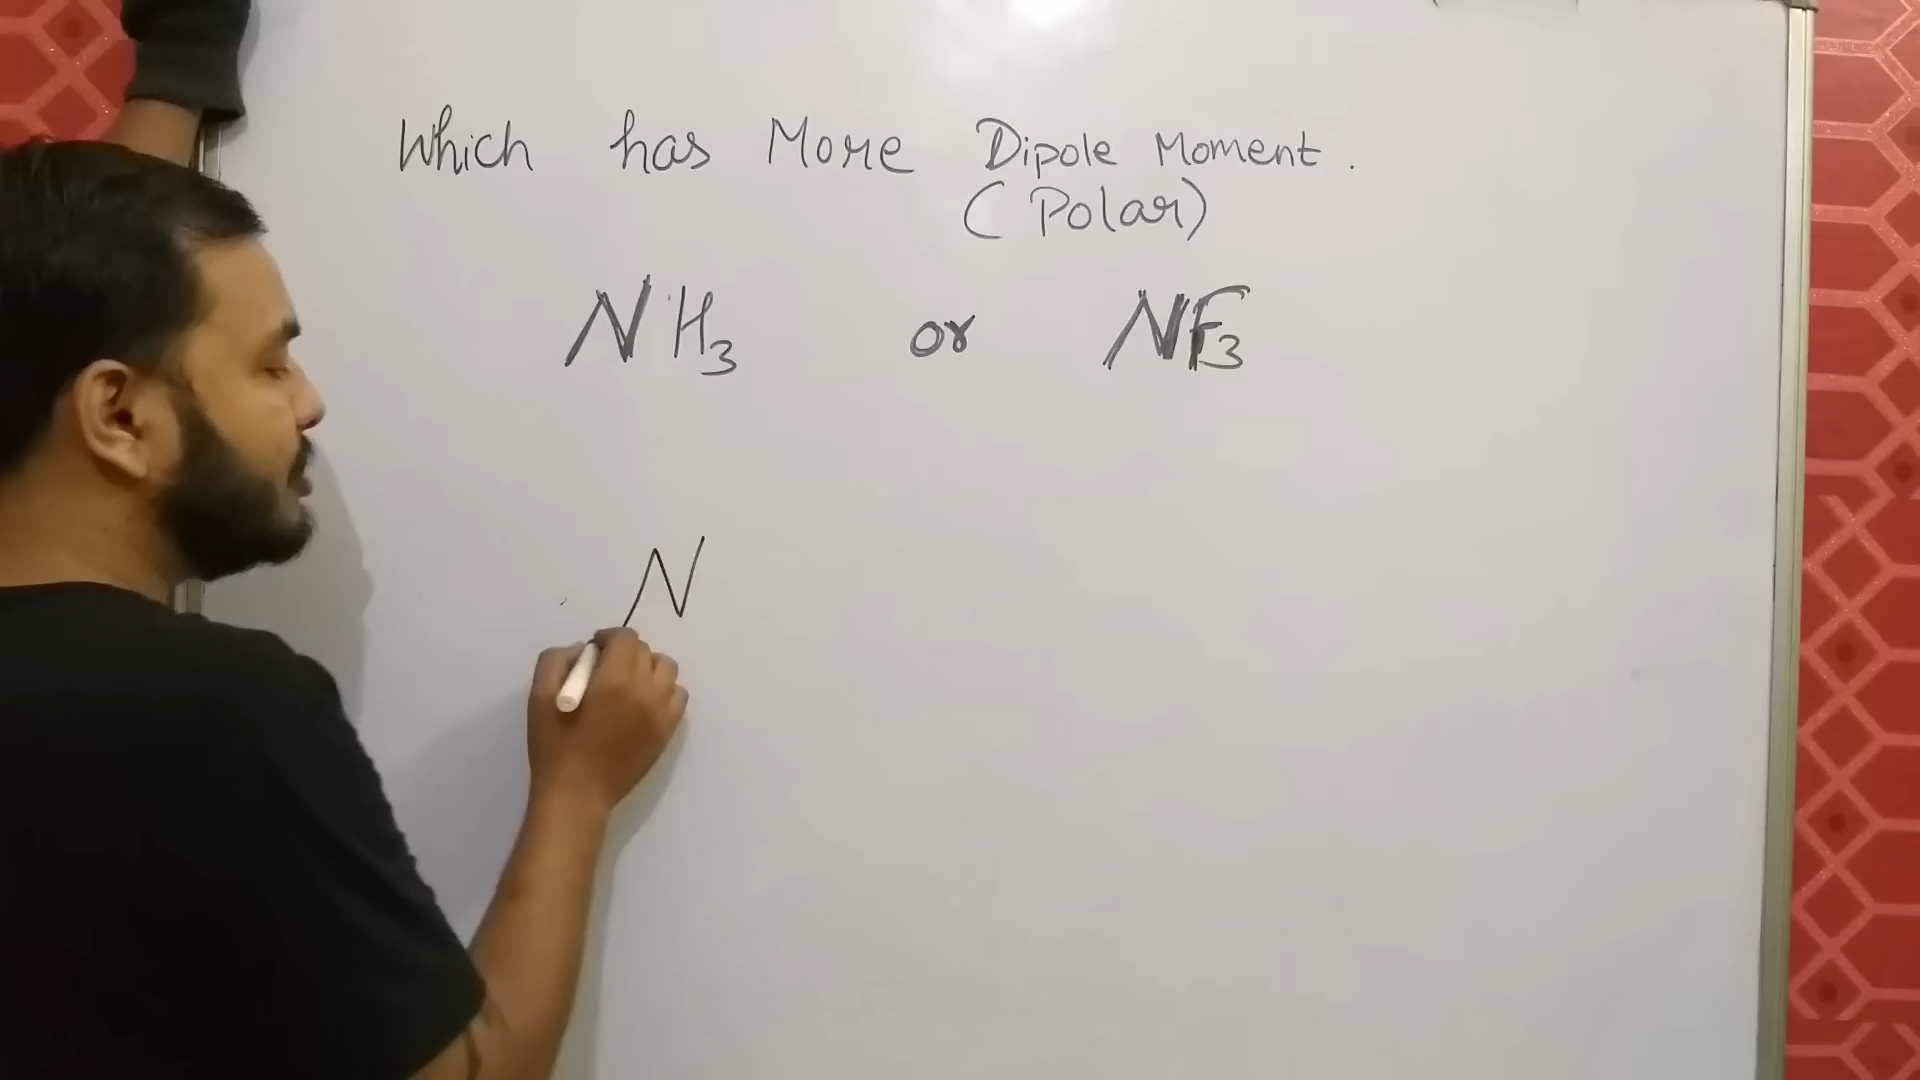 Which has More Dipole Moment.
(Polar)
NH₃ or NF₃
N